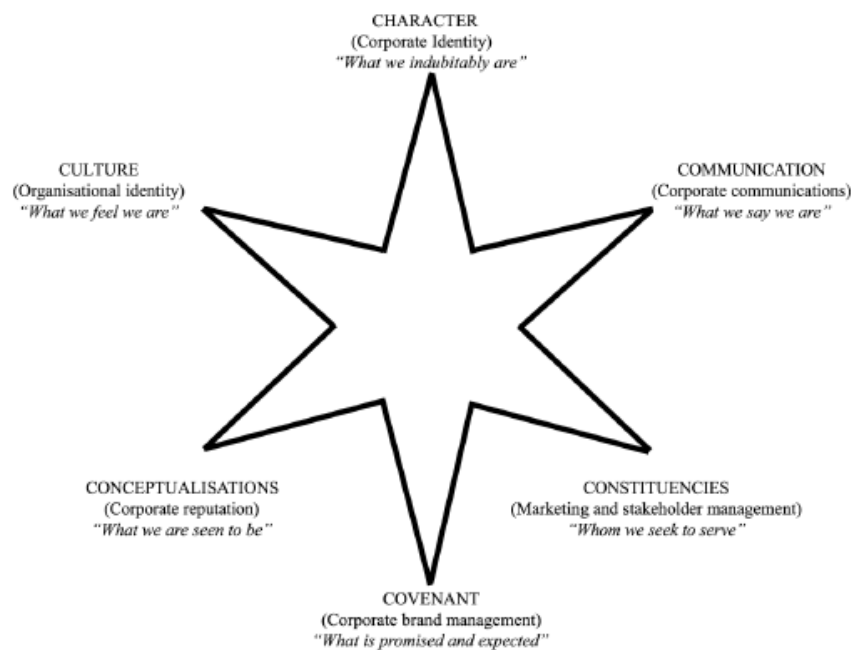 CHARACTER
(Corporate Identity)
“What we indubitably are”
CULTURE
(Organisational identity)
“What we feel we are”
COMMUNICATION
(Corporate communications)
“What we say we are”
CONCEPTUALISATIONS
(Corporate reputation)
“What we are seen to be”
CONSTITUENCIES
(Marketing and stakeholder management)
“Whom we seek to serve”
COVENANT
(Corporate brand management)
“What is promised and expected”